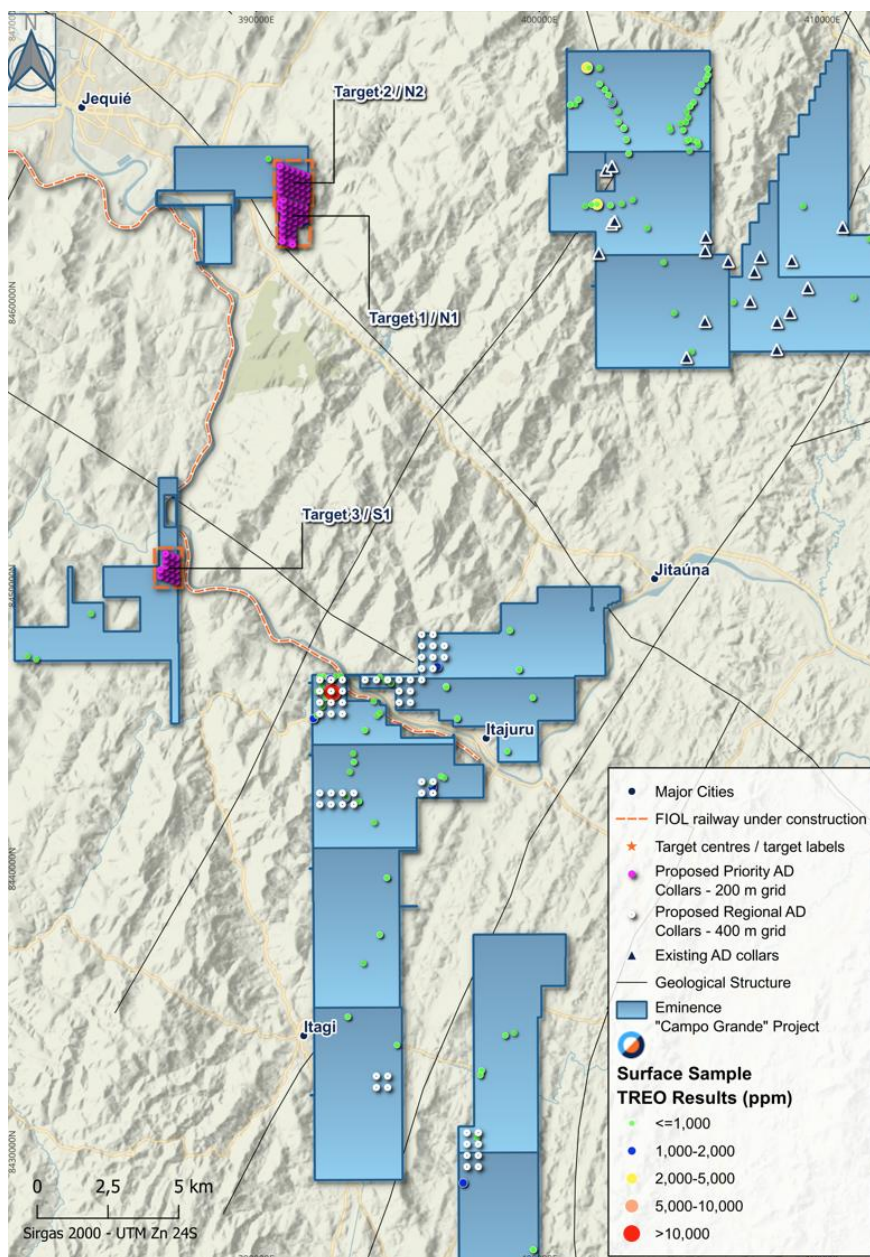 390000E
400000E
410000E
847
N
Jequié
Target 2 / N2
8460000N
Target 1 / N1
Target 3 / S1
8450000N
Jitaúna
Itajuru
8440000N
Itagi
8430000N
Major Cities
FIOL railway under construction
Target centres / target labels
Proposed Priority AD
Collars - 200 m grid
Proposed Regional AD
Collars - 400 m grid
Existing AD collars
Geological Structure
Eminence
"Campo Grande" Project
Surface Sample
TREO Results (ppm)
<=1,000
1,000-2,000
2,000-5,000
5,000-10,000
>10,000
0 2,5 5 km
Sirgas 2000 - UTM Zn 24S